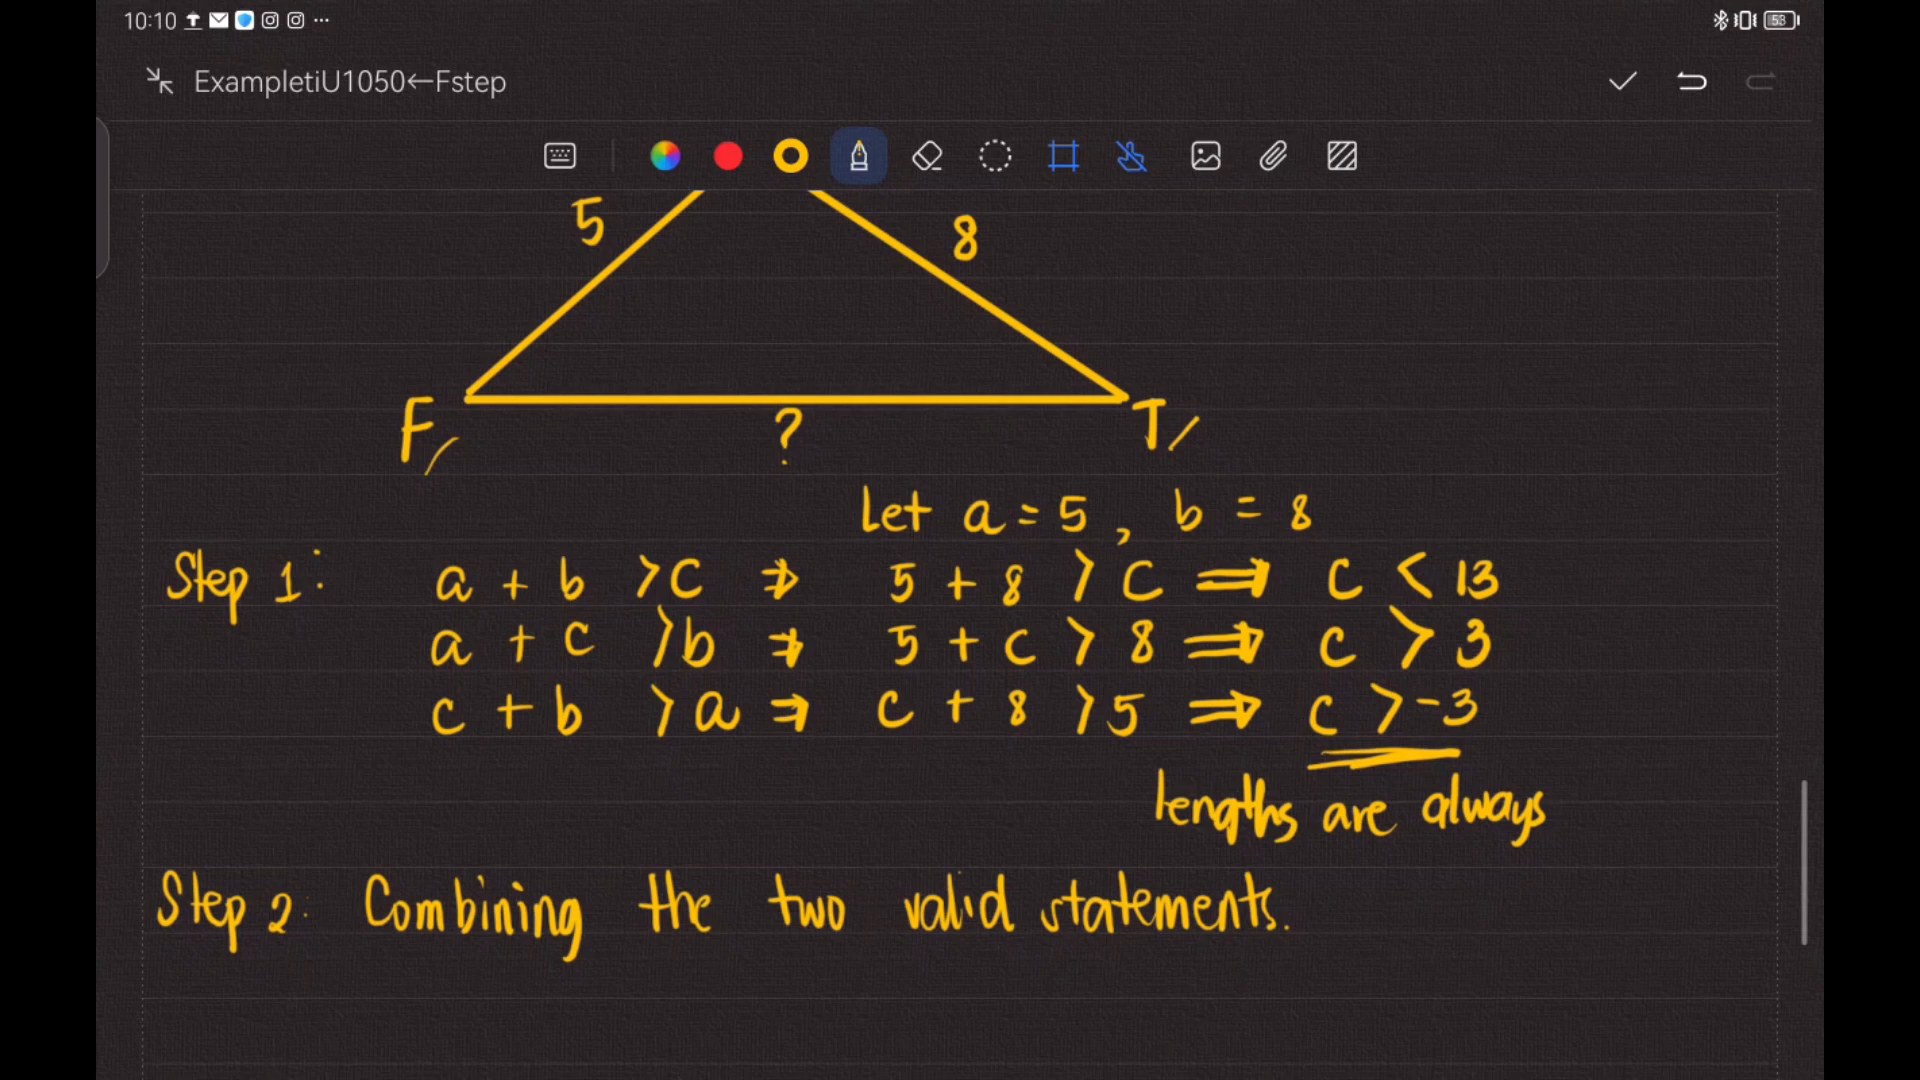 10:10 ...
53
ExampletiU1050←Fstep
5
8
F,
?
T,
Let a = 5 , b = 8
Step 1: a + b > c ⇒ 5 + 8 > c ⟹ c < 13
a + c > b ⇒ 5 + c > 8 ⟹ c > 3
c + b > a ⇒ c + 8 > 5 ⟹ c > -3
lengths are always
Step 2: Combining the two valid statements.